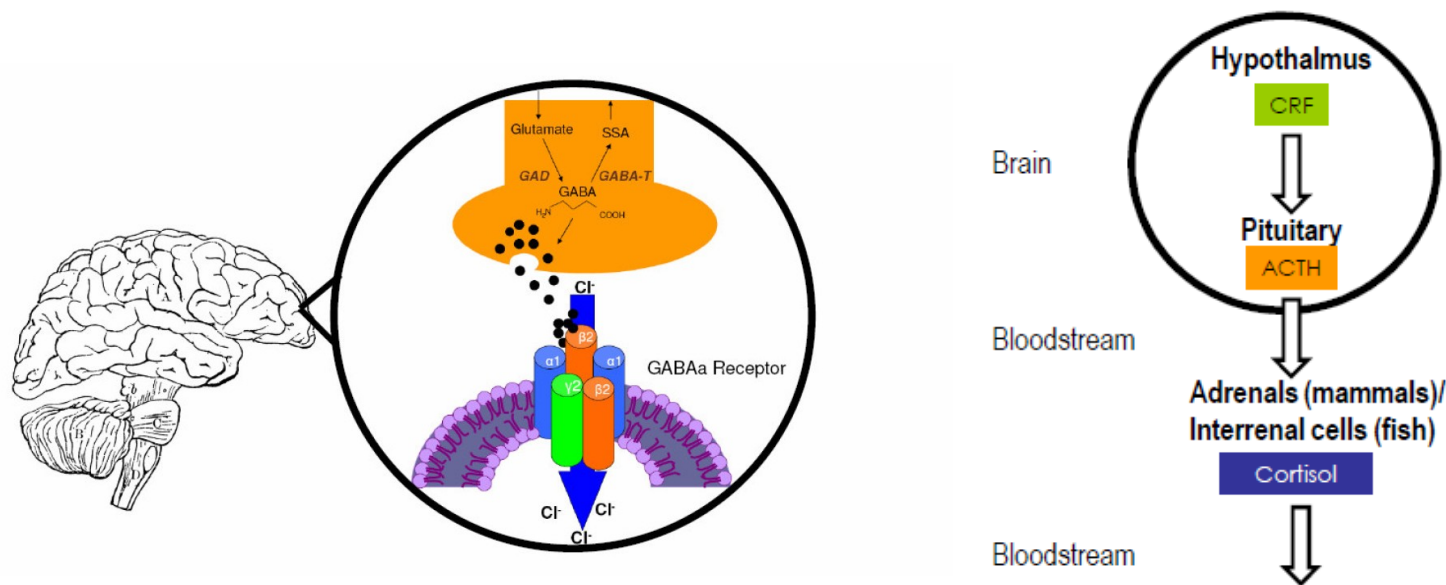 Glutamate
SSA
GAD
GABA-T
GABA
H₂N
COOH
Cl-
β2
α1
α1
GABAa Receptor
γ2
β2
Cl-
Cl-
Cl-
Hypothalmus
CRF
Brain
Pituitary
ACTH
Bloodstream
Adrenals (mammals)/
Interrenal cells (fish)
Cortisol
Bloodstream